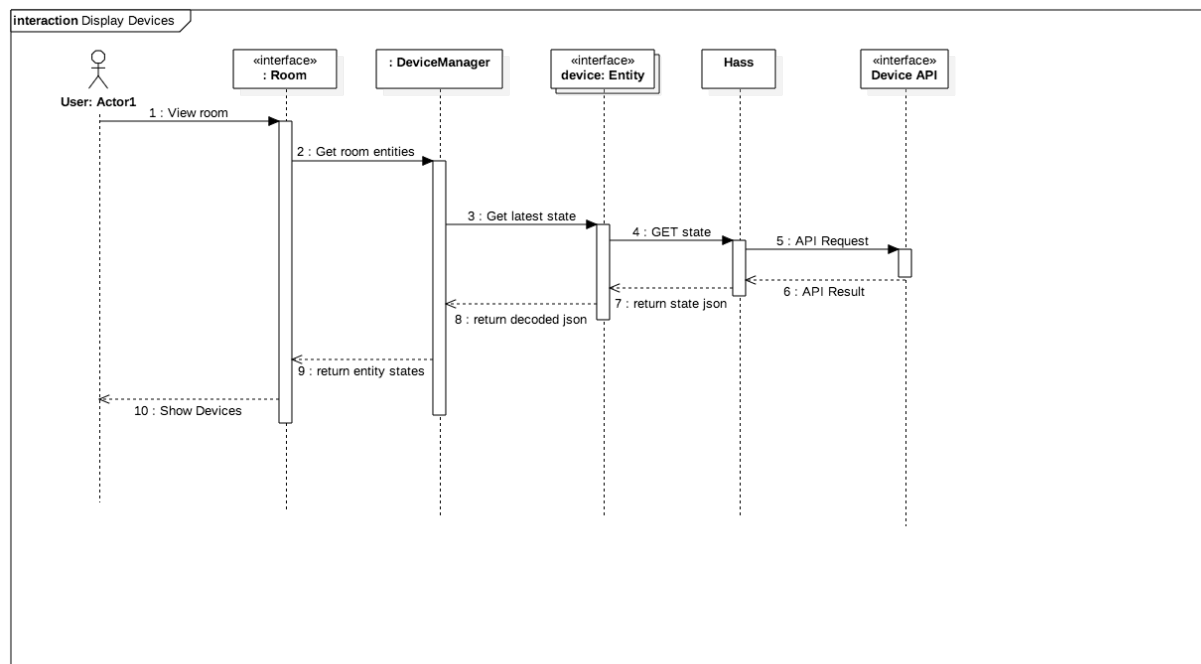 interaction Display Devices
«interface»
: Room
: DeviceManager
«interface»
device: Entity
Hass
«interface»
Device API
User: Actor1
1 : View room
2 : Get room entities
3 : Get latest state
4 : GET state
5 : API Request
6 : API Result
7 : return state json
8 : return decoded json
9 : return entity states
10 : Show Devices